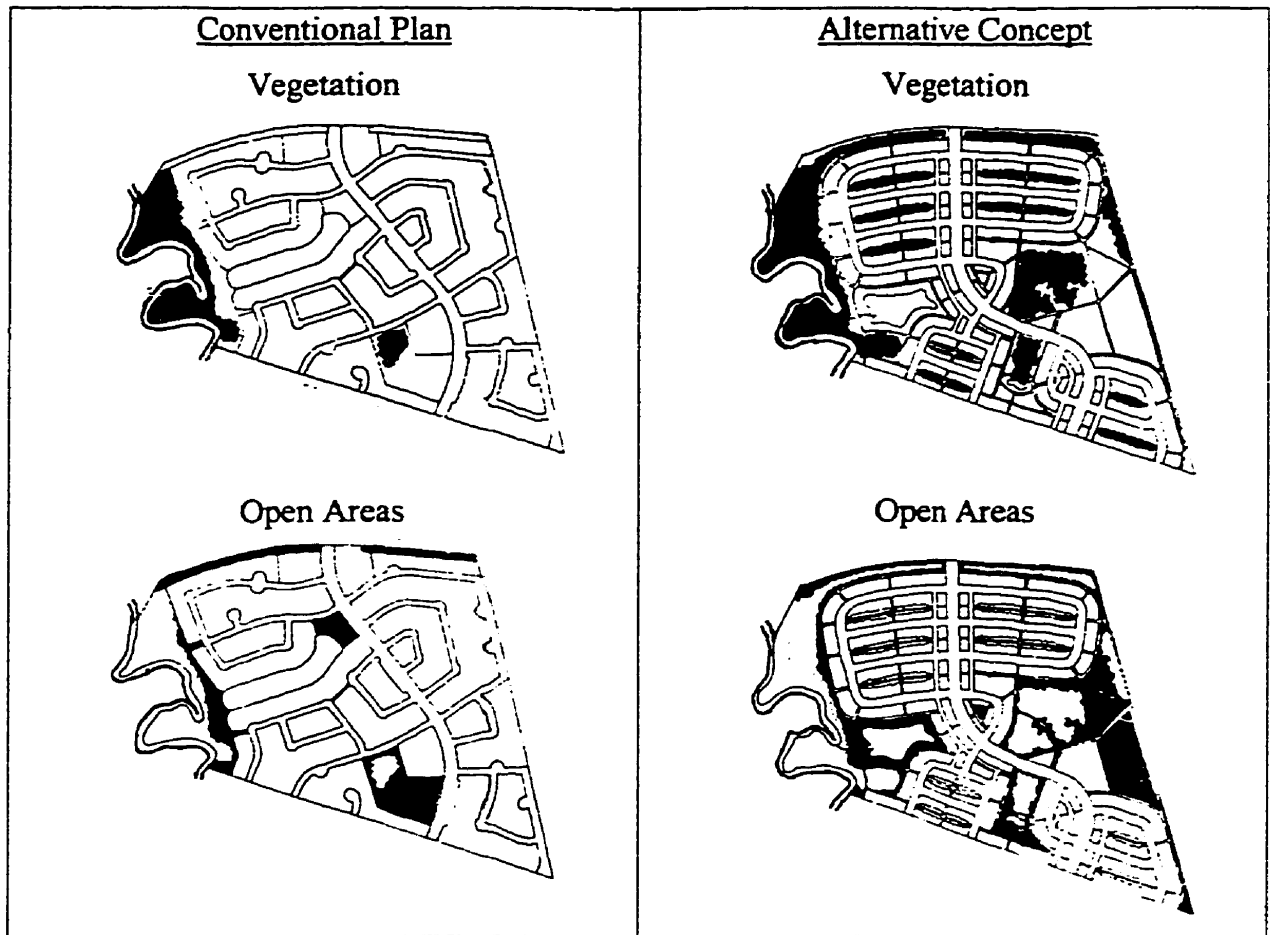 Conventional Plan
Vegetation
Open Areas
Alternative Concept
Vegetation
Open Areas